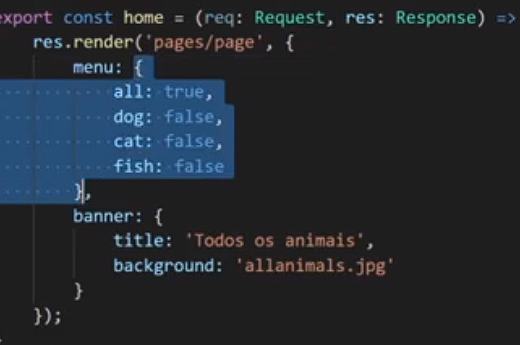 export const home = (req: Request, res: Response) =>
res.render('pages/page', {
menu: {
all: true,
dog: false,
cat: false,
fish: false
},
banner: {
title: 'Todos os animais',
background: 'allanimals.jpg'
}
});